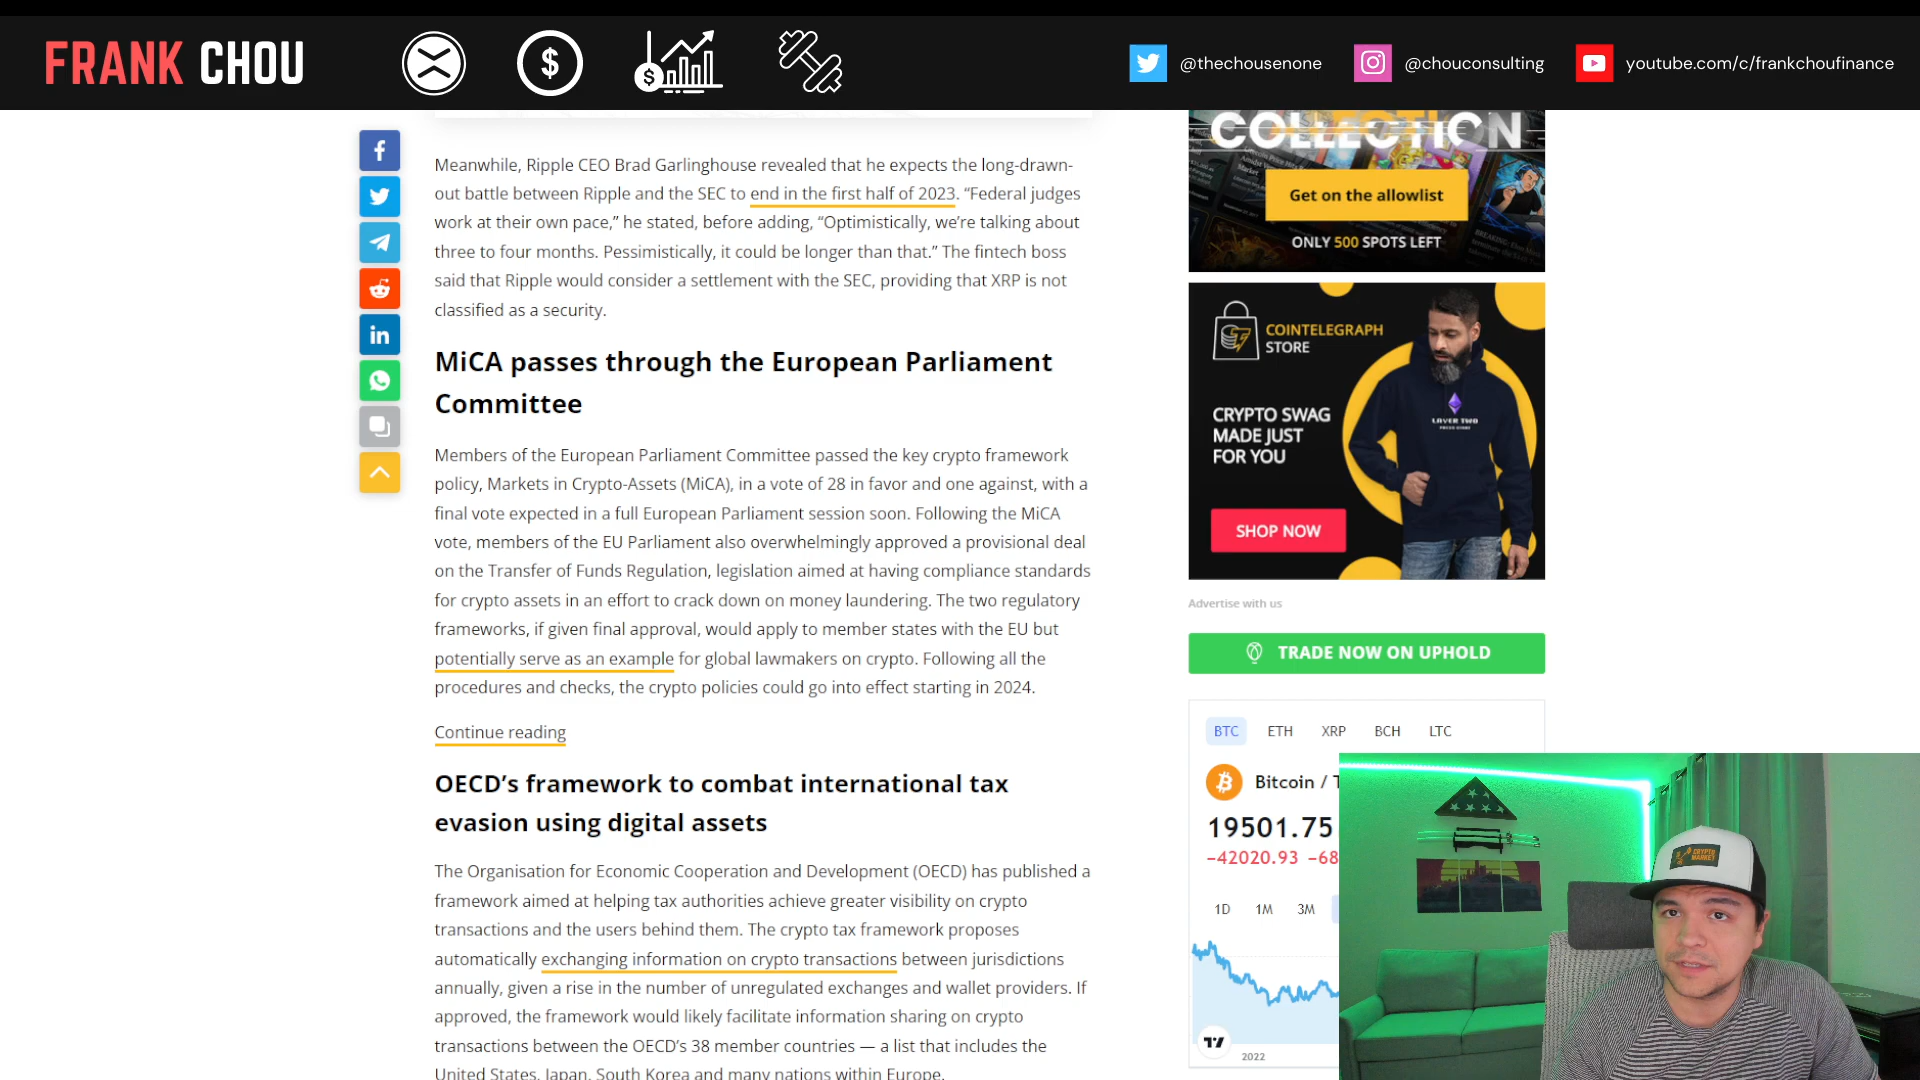 FRANK CHOU
@thechousenone
@chouconsulting
youtube.com/c/frankchoufinance
Meanwhile, Ripple CEO Brad Garlinghouse revealed that he expects the long-drawn-
out battle between Ripple and the SEC to end in the first half of 2023. “Federal judges
work at their own pace,” he stated, before adding, “Optimistically, we’re talking about
three to four months. Pessimistically, it could be longer than that.” The fintech boss
said that Ripple would consider a settlement with the SEC, providing that XRP is not
classified as a security.
MiCA passes through the European Parliament
Committee
Members of the European Parliament Committee passed the key crypto framework
policy, Markets in Crypto-Assets (MiCA), in a vote of 28 in favor and one against, with a
final vote expected in a full European Parliament session soon. Following the MiCA
vote, members of the EU Parliament also overwhelmingly approved a provisional deal
on the Transfer of Funds Regulation, legislation aimed at having compliance standards
for crypto assets in an effort to crack down on money laundering. The two regulatory
frameworks, if given final approval, would apply to member states with the EU but
potentially serve as an example for global lawmakers on crypto. Following all the
procedures and checks, the crypto policies could go into effect starting in 2024.
Continue reading
OECD’s framework to combat international tax
evasion using digital assets
The Organisation for Economic Cooperation and Development (OECD) has published a
framework aimed at helping tax authorities achieve greater visibility on crypto
transactions and the users behind them. The crypto tax framework proposes
automatically exchanging information on crypto transactions between jurisdictions
annually, given a rise in the number of unregulated exchanges and wallet providers. If
approved, the framework would likely facilitate information sharing on crypto
transactions between the OECD’s 38 member countries — a list that includes the
United States, Japan, South Korea and many nations within Europe.
COLLECTION
Get on the allowlist
ONLY 500 SPOTS LEFT
COINTELEGRAPH
STORE
CRYPTO SWAG
MADE JUST
FOR YOU
SHOP NOW
LAYER TWO
Advertise with us
TRADE NOW ON UPHOLD
BTC ETH XRP BCH LTC
Bitcoin / T
19501.75
−42020.93 −68
1D 1M 3M
2022
CRYPTO
MARKET